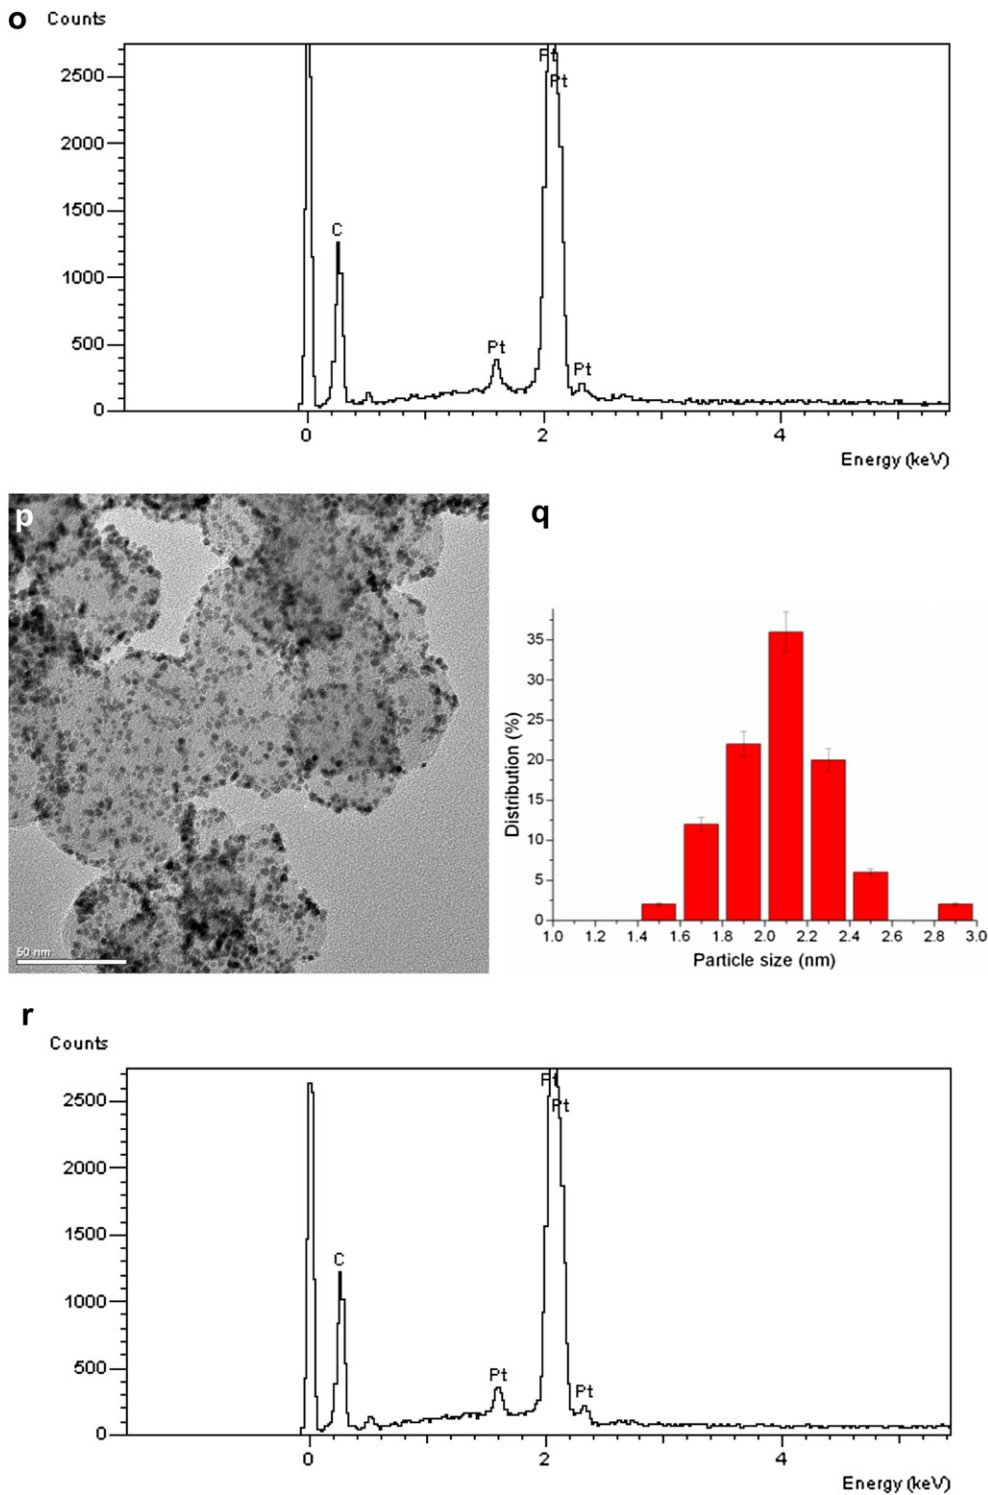 o Counts
2500
2000
1500
1000
500
0
Pt
Pt
C
Pt
Pt
0 2 4
Energy (keV)
p
50 nm
q
Distribution (%)
35
30
25
20
15
10
5
0
1.0 1.2 1.4 1.6 1.8 2.0 2.2 2.4 2.6 2.8 3.0
Particle size (nm)
r
Counts
2500
2000
1500
1000
500
0
Pt
Pt
C
Pt
Pt
0 2 4
Energy (keV)